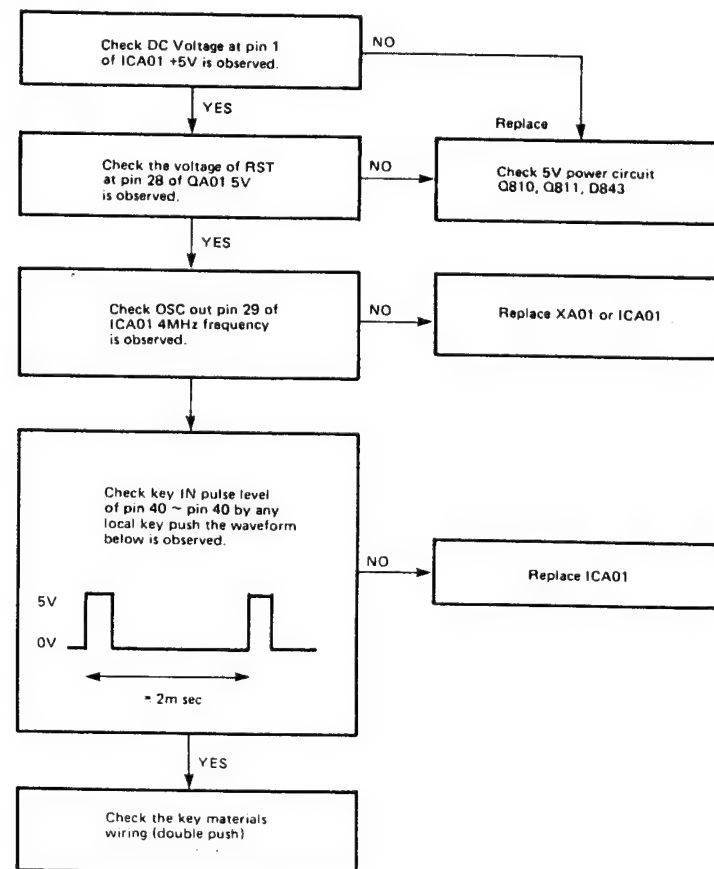 Check DC Voltage at pin 1
of ICA01 +5V is observed.
NO
YES
Replace
Check the voltage of RST
at pin 28 of QA01 5V
is observed.
NO
Check 5V power circuit
Q810, Q811, D843
YES
Check OSC out pin 29 of
ICA01 4MHz frequency
is observed.
NO
Replace XA01 or ICA01
Check key IN pulse level
of pin 40 ~ pin 40 by any
local key push the waveform
below is observed.
NO
Replace ICA01
5V
0V
= 2m sec
YES
Check the key materials
wiring (double push)